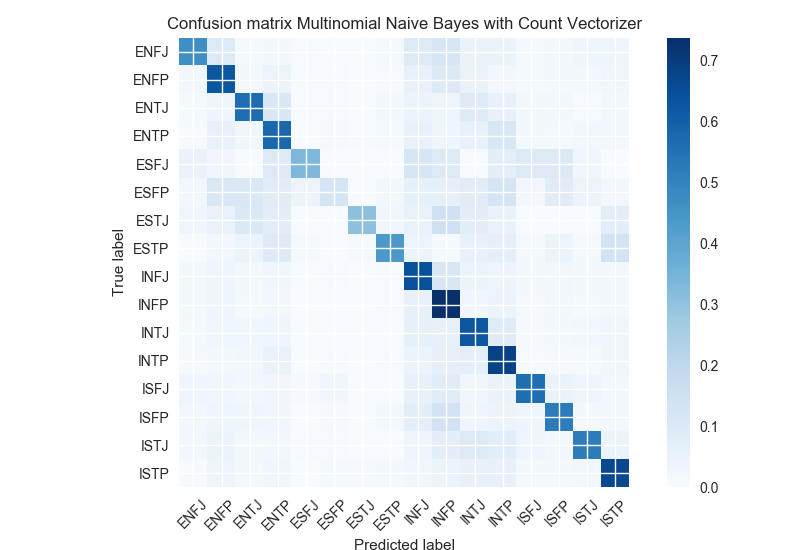 Confusion matrix Multinomial Naive Bayes with Count Vectorizer
True label
ENFJ
ENFP
ENTJ
ENTP
ESFJ
ESFP
ESTJ
ESTP
INFJ
INFP
INTJ
INTP
ISFJ
ISFP
ISTJ
ISTP
ENFJ
ENFP
ENTJ
ENTP
ESFJ
ESFP
ESTJ
ESTP
INFJ
INFP
INTJ
INTP
ISFJ
ISFP
ISTJ
ISTP
Predicted label
0.7
0.6
0.5
0.4
0.3
0.2
0.1
0.0